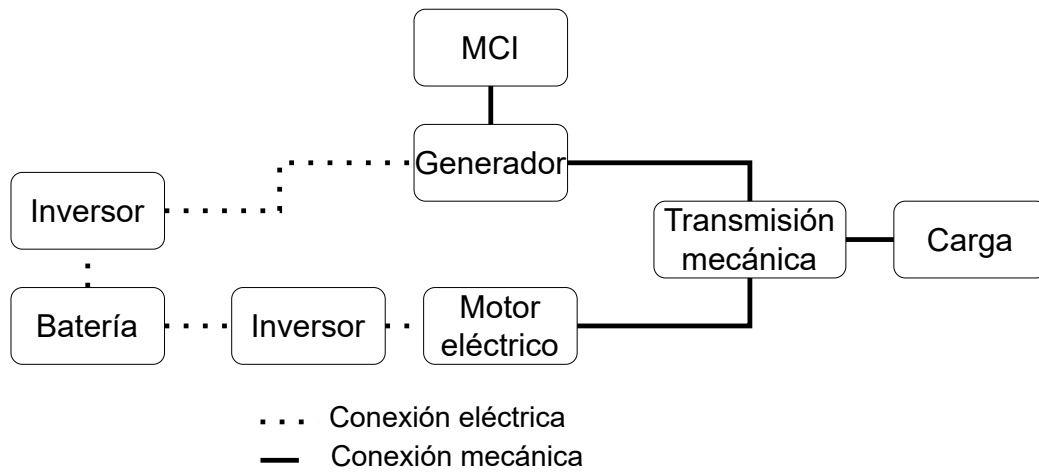 MCI
Generador
Inversor
Transmisión
mecánica
Carga
Batería
Inversor
Motor
eléctrico
Conexión eléctrica
Conexión mecánica